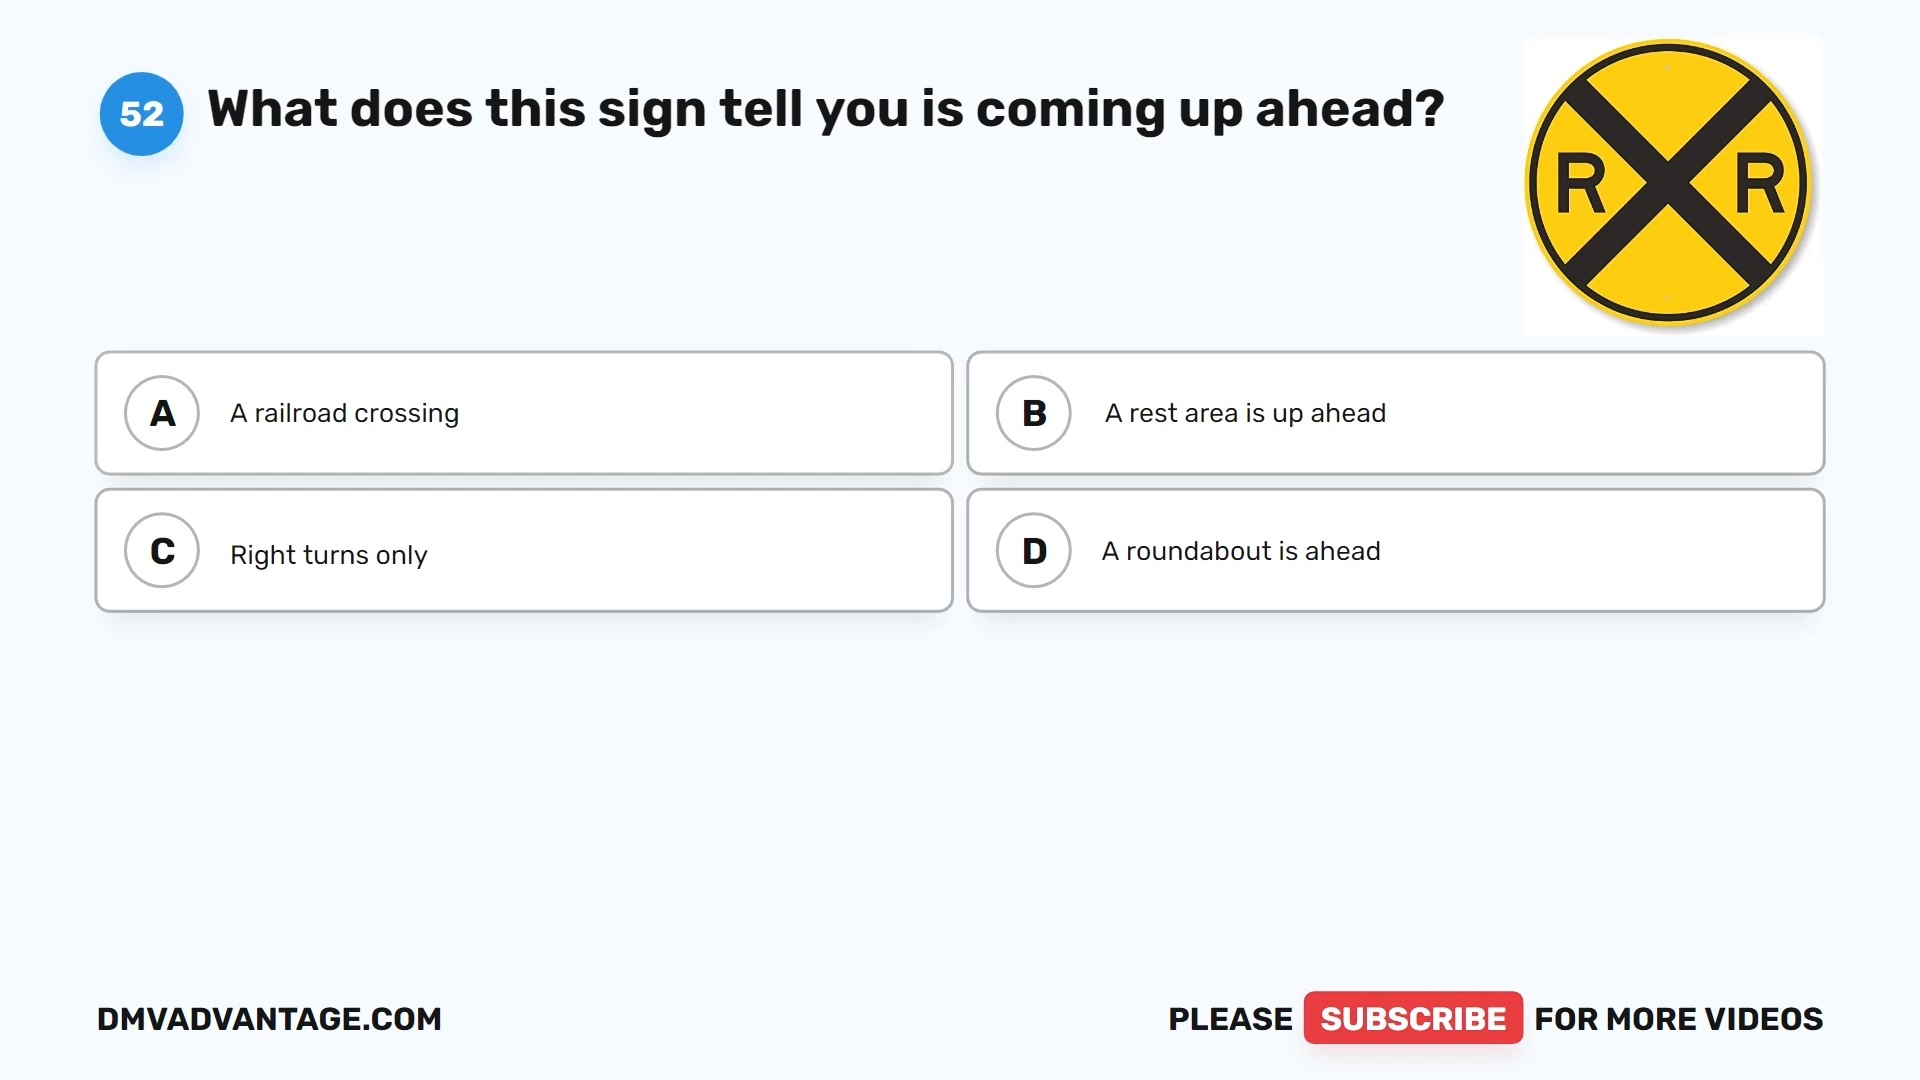 52 What does this sign tell you is coming up ahead?
R R
A A railroad crossing
B A rest area is up ahead
C Right turns only
D A roundabout is ahead
DMVADVANTAGE.COM
PLEASE SUBSCRIBE FOR MORE VIDEOS